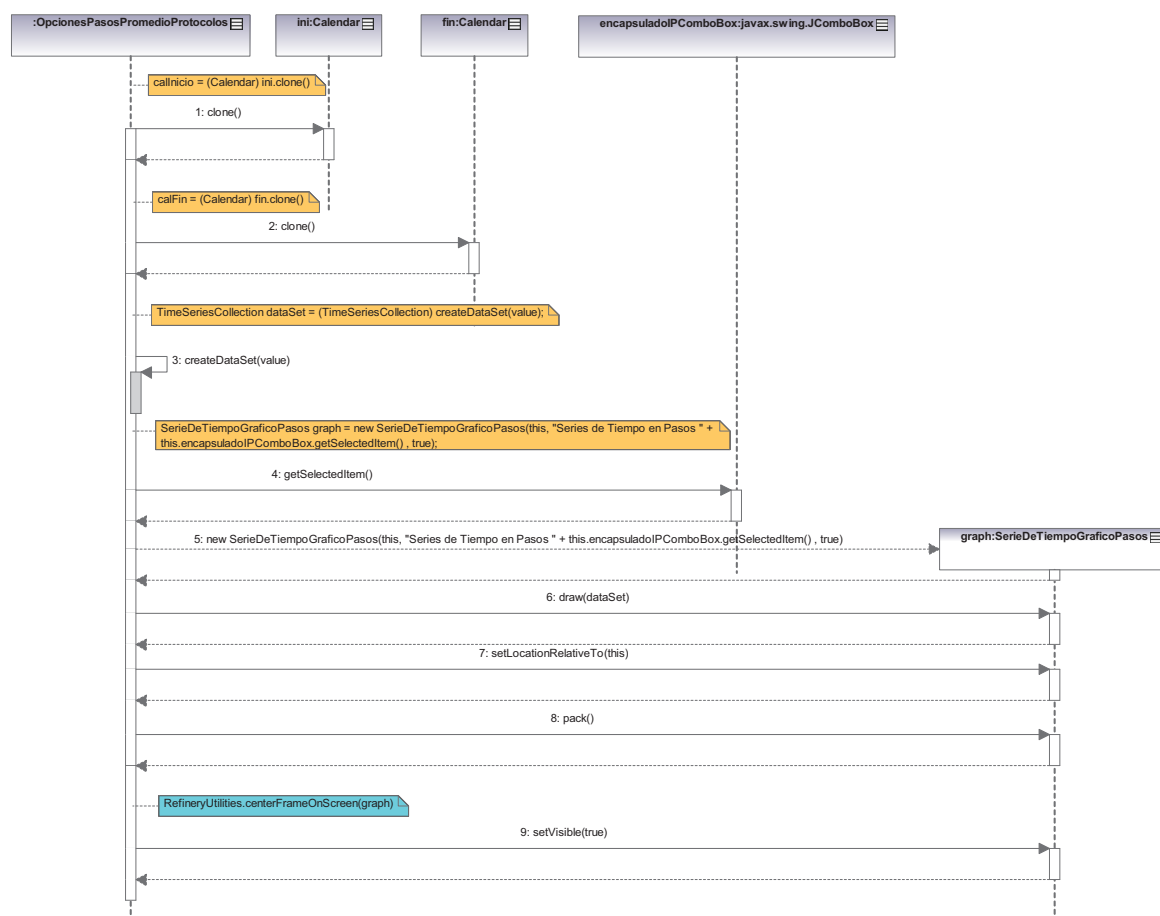 :OpcionesPasosPromedioProtocolos
ini:Calendar
fin:Calendar
encapsuladoIPComboBox:javax.swing.JComboBox
calInicio = (Calendar) ini.clone()
1: clone()
calFin = (Calendar) fin.clone()
2: clone()
TimeSeriesCollection dataSet = (TimeSeriesCollection) createDataSet(value);
3: createDataSet(value)
SerieDeTiempoGraficoPasos graph = new SerieDeTiempoGraficoPasos(this, "Series de Tiempo en Pasos " +
this.encapsuladoIPComboBox.getSelectedItem() , true);
4: getSelectedItem()
5: new SerieDeTiempoGraficoPasos(this, "Series de Tiempo en Pasos " + this.encapsuladoIPComboBox.getSelectedItem() , true)
graph:SerieDeTiempoGraficoPasos
6: draw(dataSet)
7: setLocationRelativeTo(this)
8: pack()
RefineryUtilities.centerFrameOnScreen(graph)
9: setVisible(true)